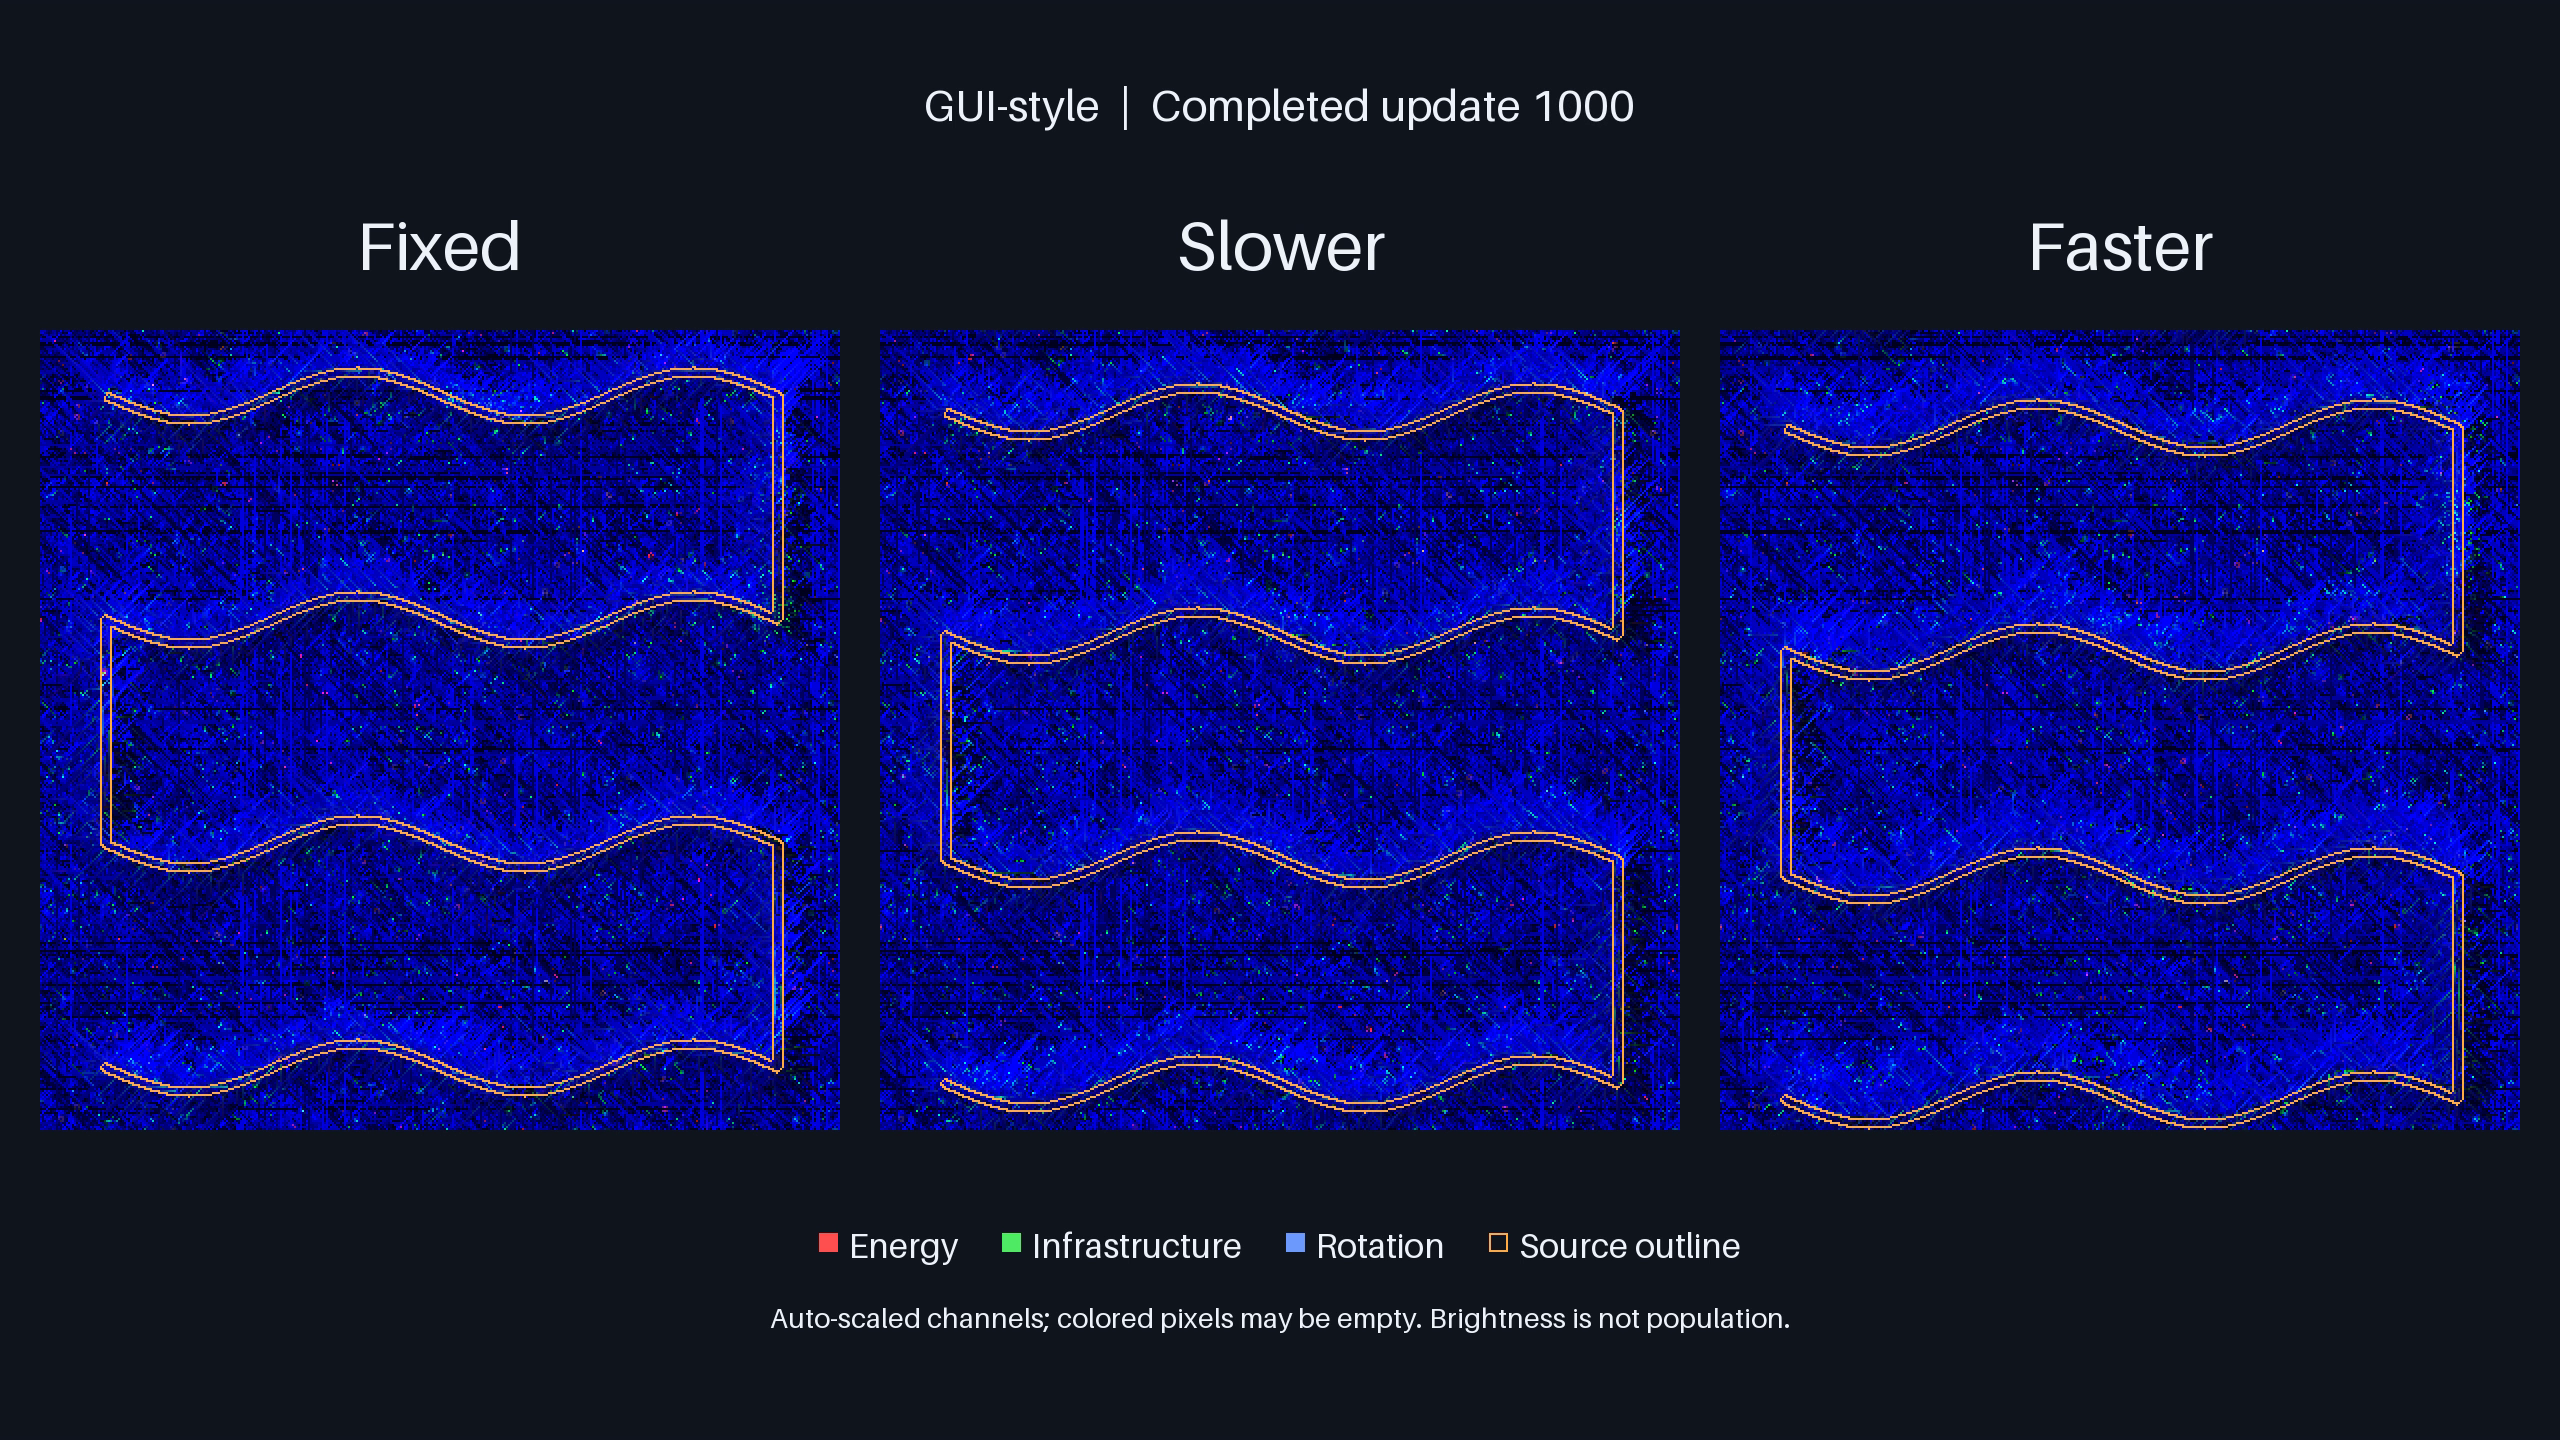 GUI-style | Completed update 1000
Fixed
Slower
Faster
Energy
Infrastructure
Rotation
Source outline
Auto-scaled channels; colored pixels may be empty. Brightness is not population.